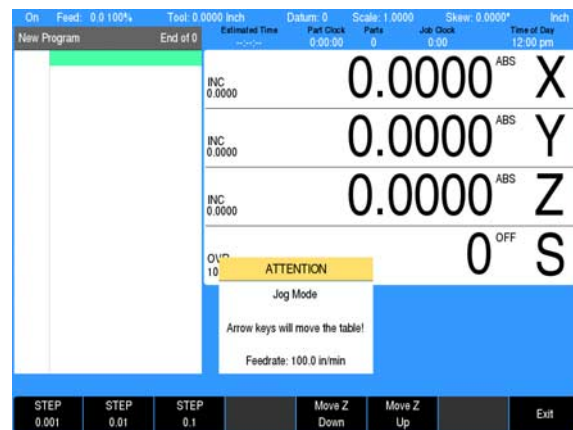 On Feed: 0.0 100% Tool: 0.0000 Inch Datum: 0 Scale: 1.0000 Skew: 0.0000° Inch
New Program End of 0
Estimated Time Part Clock Parts Job Clock Time of Day
--:--:-- 0:00:00 0 0:00 12:00 pm
INC
0.0000
0.0000 ABS X
INC
0.0000
0.0000 ABS Y
INC
0.0000
0.0000 ABS Z
OVR
10
0 OFF S
ATTENTION
Jog Mode
Arrow keys will move the table!
Feedrate: 100.0 in/min
STEP
0.001
STEP
0.01
STEP
0.1
Move Z
Down
Move Z
Up
Exit